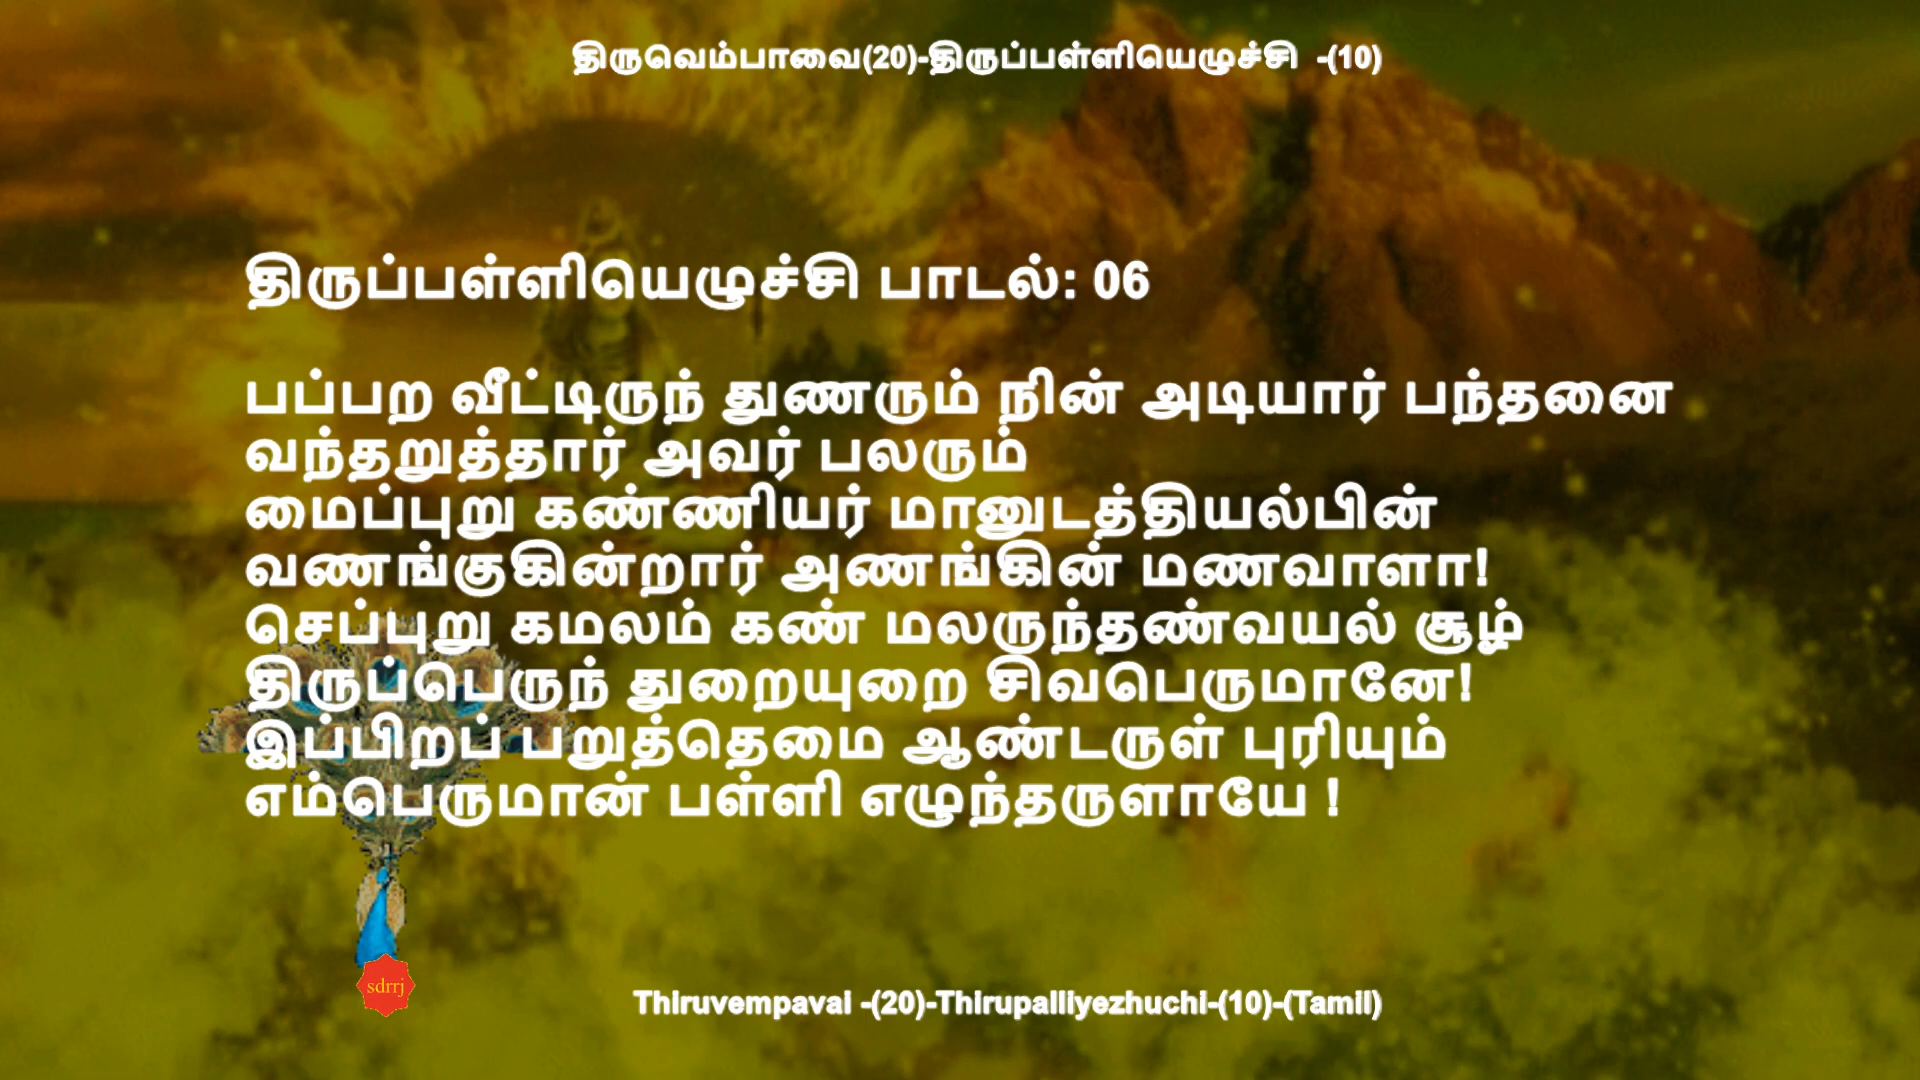 திருவெம்பாவை(20)-திருப்பள்ளியெழுச்சி -(10)
திருப்பள்ளியெழுச்சி பாடல்: 06
பப்பற வீட்டிருந் துணரும் நின் அடியார் பந்தனை
வந்தறுத்தார் அவர் பலரும்
மைப்புறு கண்ணியர் மானுடத்தியல்பின்
வணங்குகின்றார் அணங்கின் மணவாளா!
செப்புறு கமலம் கண் மலருந்தண்வயல் சூழ்
திருப்பெருந் துறையுறை சிவபெருமானே!
இப்பிறப் பறுத்தெமை ஆண்டருள் புரியும்
எம்பெருமான் பள்ளி எழுந்தருளாயே !
sdrrj
Thiruvempavai -(20)-Thirupalliyezhuchi-(10)-(Tamil)